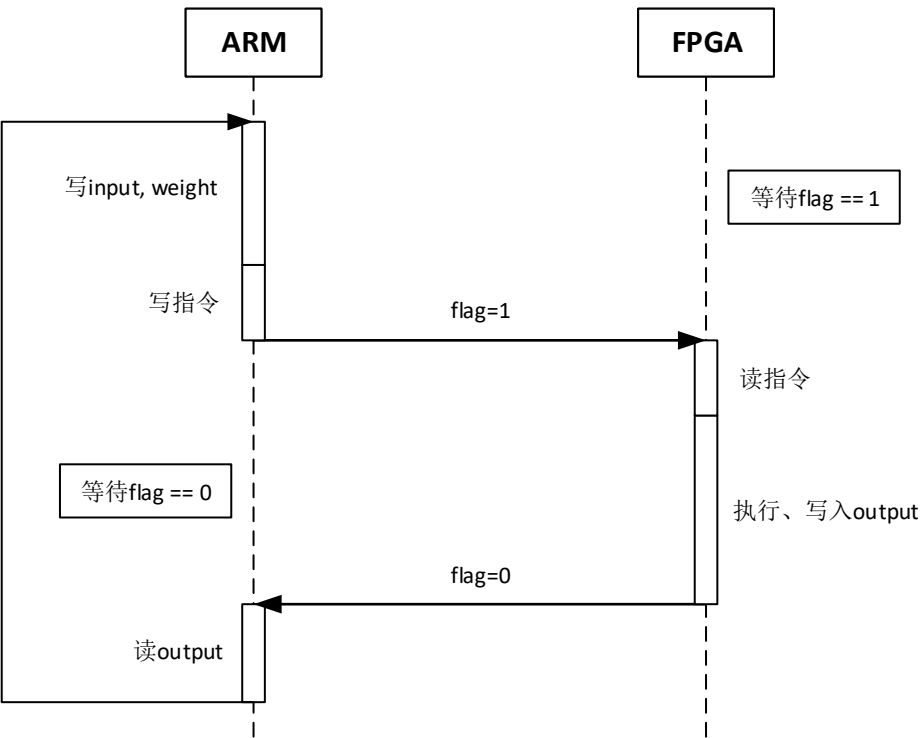 ARM
FPGA
写input, weight
等待flag == 1
写指令
flag=1
读指令
等待flag == 0
执行、写入output
flag=0
读output